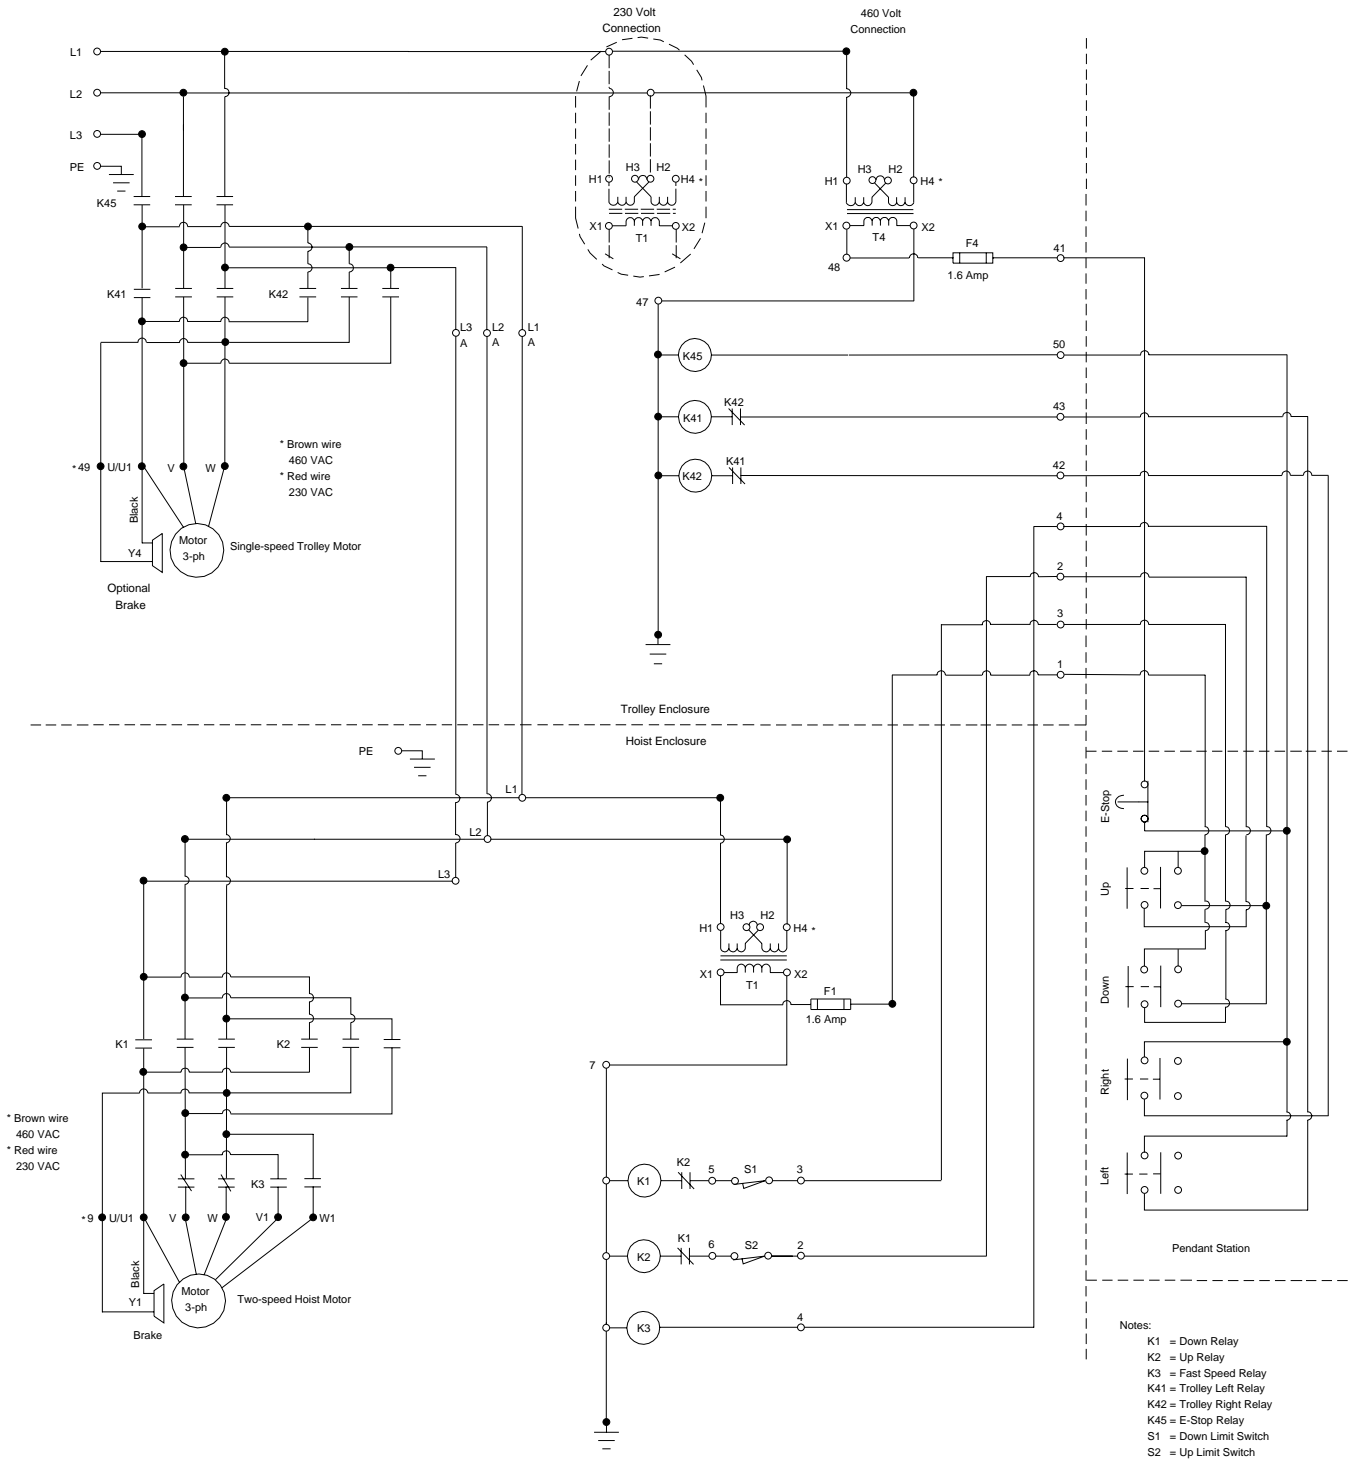 230 Volt
Connection
460 Volt
Connection
L1
L2
L3
PE
H3 H2
H1 H4 *
H3 H2
H1 H4 *
K45
X1 X2
T1
X1 X2
T4
F4
41
48
1.6 Amp
K41
K42
47
L3
A
L2
A
L1
A
K45
50
K42
K41
43
* Brown wire
460 VAC
* Red wire
230 VAC
K41
K42
42
* 49
U/U1
V
W
Black
4
Motor
3-ph
Single-speed Trolley Motor
Y4
2
Optional
Brake
3
1
Trolley Enclosure
Hoist Enclosure
PE
L1
E-Stop
L2
L3
Up
H3 H2
H1 H4 *
X1 X2
T1
F1
1.6 Amp
Down
K1
K2
7
Right
* Brown wire
460 VAC
* Red wire
230 VAC
K3
K2
K1
5
S1
3
Left
* 9
U/U1
V
W
V1
W1
K1
K2
6
S2
2
Pendant Station
Black
Motor
3-ph
Two-speed Hoist Motor
Y1
Brake
K3
4
Notes:
K1 = Down Relay
K2 = Up Relay
K3 = Fast Speed Relay
K41 = Trolley Left Relay
K42 = Trolley Right Relay
K45 = E-Stop Relay
S1 = Down Limit Switch
S2 = Up Limit Switch